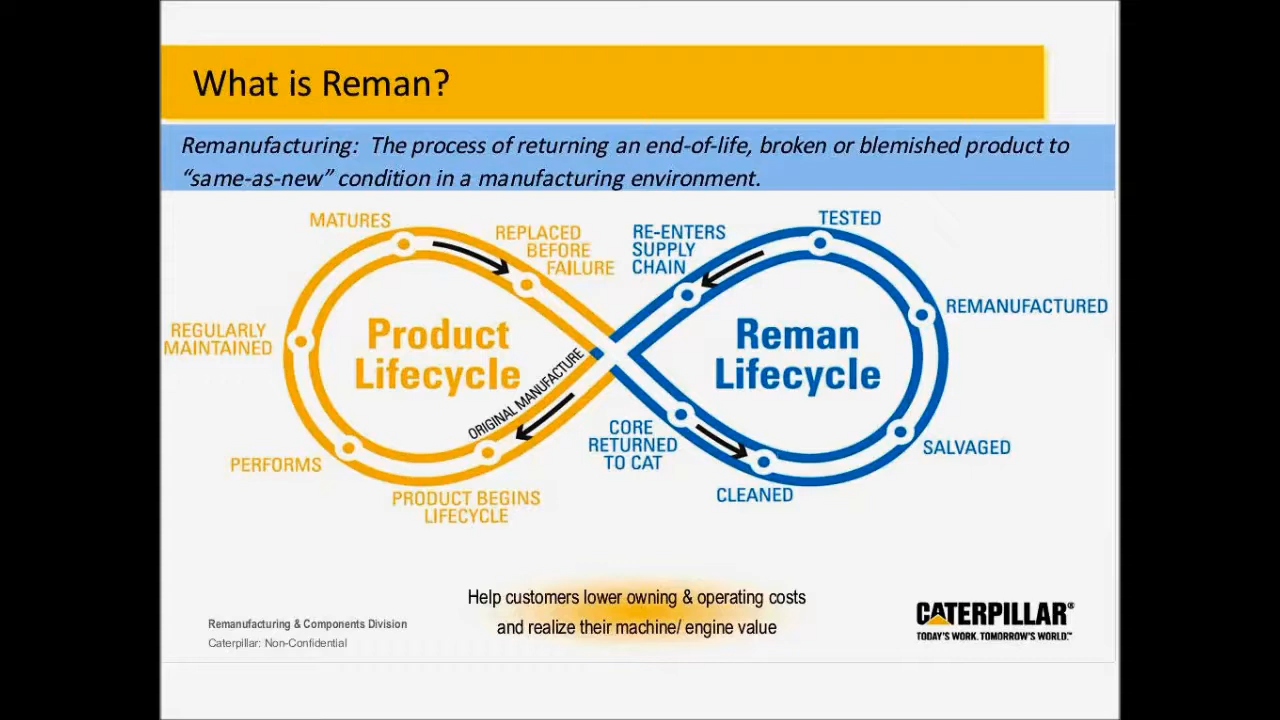 What is Reman?
Remanufacturing: The process of returning an end-of-life, broken or blemished product to
“same-as-new” condition in a manufacturing environment.
MATURES
REPLACED
BEFORE
FAILURE
RE-ENTERS
SUPPLY
CHAIN
TESTED
REGULARLY
MAINTAINED
Product
Lifecycle
Reman
Lifecycle
REMANUFACTURED
ORIGINAL MANUFACTURE
PERFORMS
PRODUCT BEGINS
LIFECYCLE
CORE
RETURNED
TO CAT
CLEANED
SALVAGED
Help customers lower owning & operating costs
and realize their machine/ engine value
Remanufacturing & Components Division
Caterpillar: Non-Confidential
CATERPILLAR®
TODAY'S WORK. TOMORROW'S WORLD.™